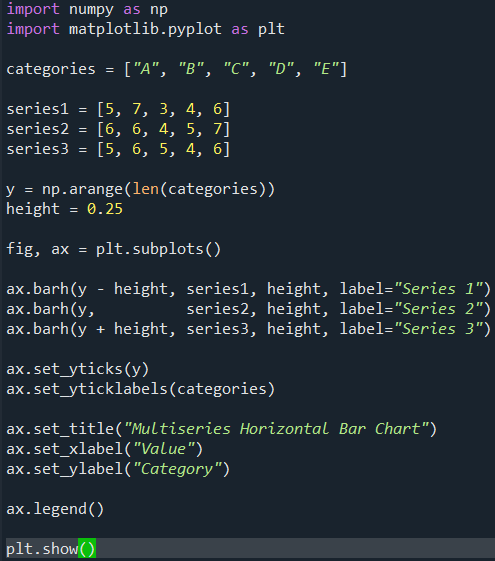 import numpy as np
import matplotlib.pyplot as plt
categories = ["A", "B", "C", "D", "E"]
series1 = [5, 7, 3, 4, 6]
series2 = [6, 6, 4, 5, 7]
series3 = [5, 6, 5, 4, 6]
y = np.arange(len(categories))
height = 0.25
fig, ax = plt.subplots()
ax.barh(y - height, series1, height, label="Series 1")
ax.barh(y,          series2, height, label="Series 2")
ax.barh(y + height, series3, height, label="Series 3")
ax.set_yticks(y)
ax.set_yticklabels(categories)
ax.set_title("Multiseries Horizontal Bar Chart")
ax.set_xlabel("Value")
ax.set_ylabel("Category")
ax.legend()
plt.show()